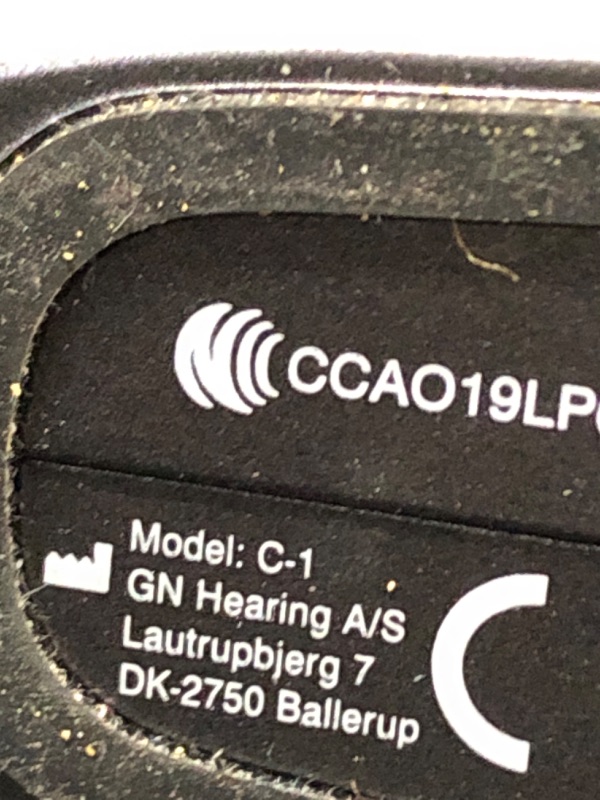 CCAO19LP
Model: C-1
GN Hearing A/S
Lautrupbjerg 7
DK-2750 Ballerup
C